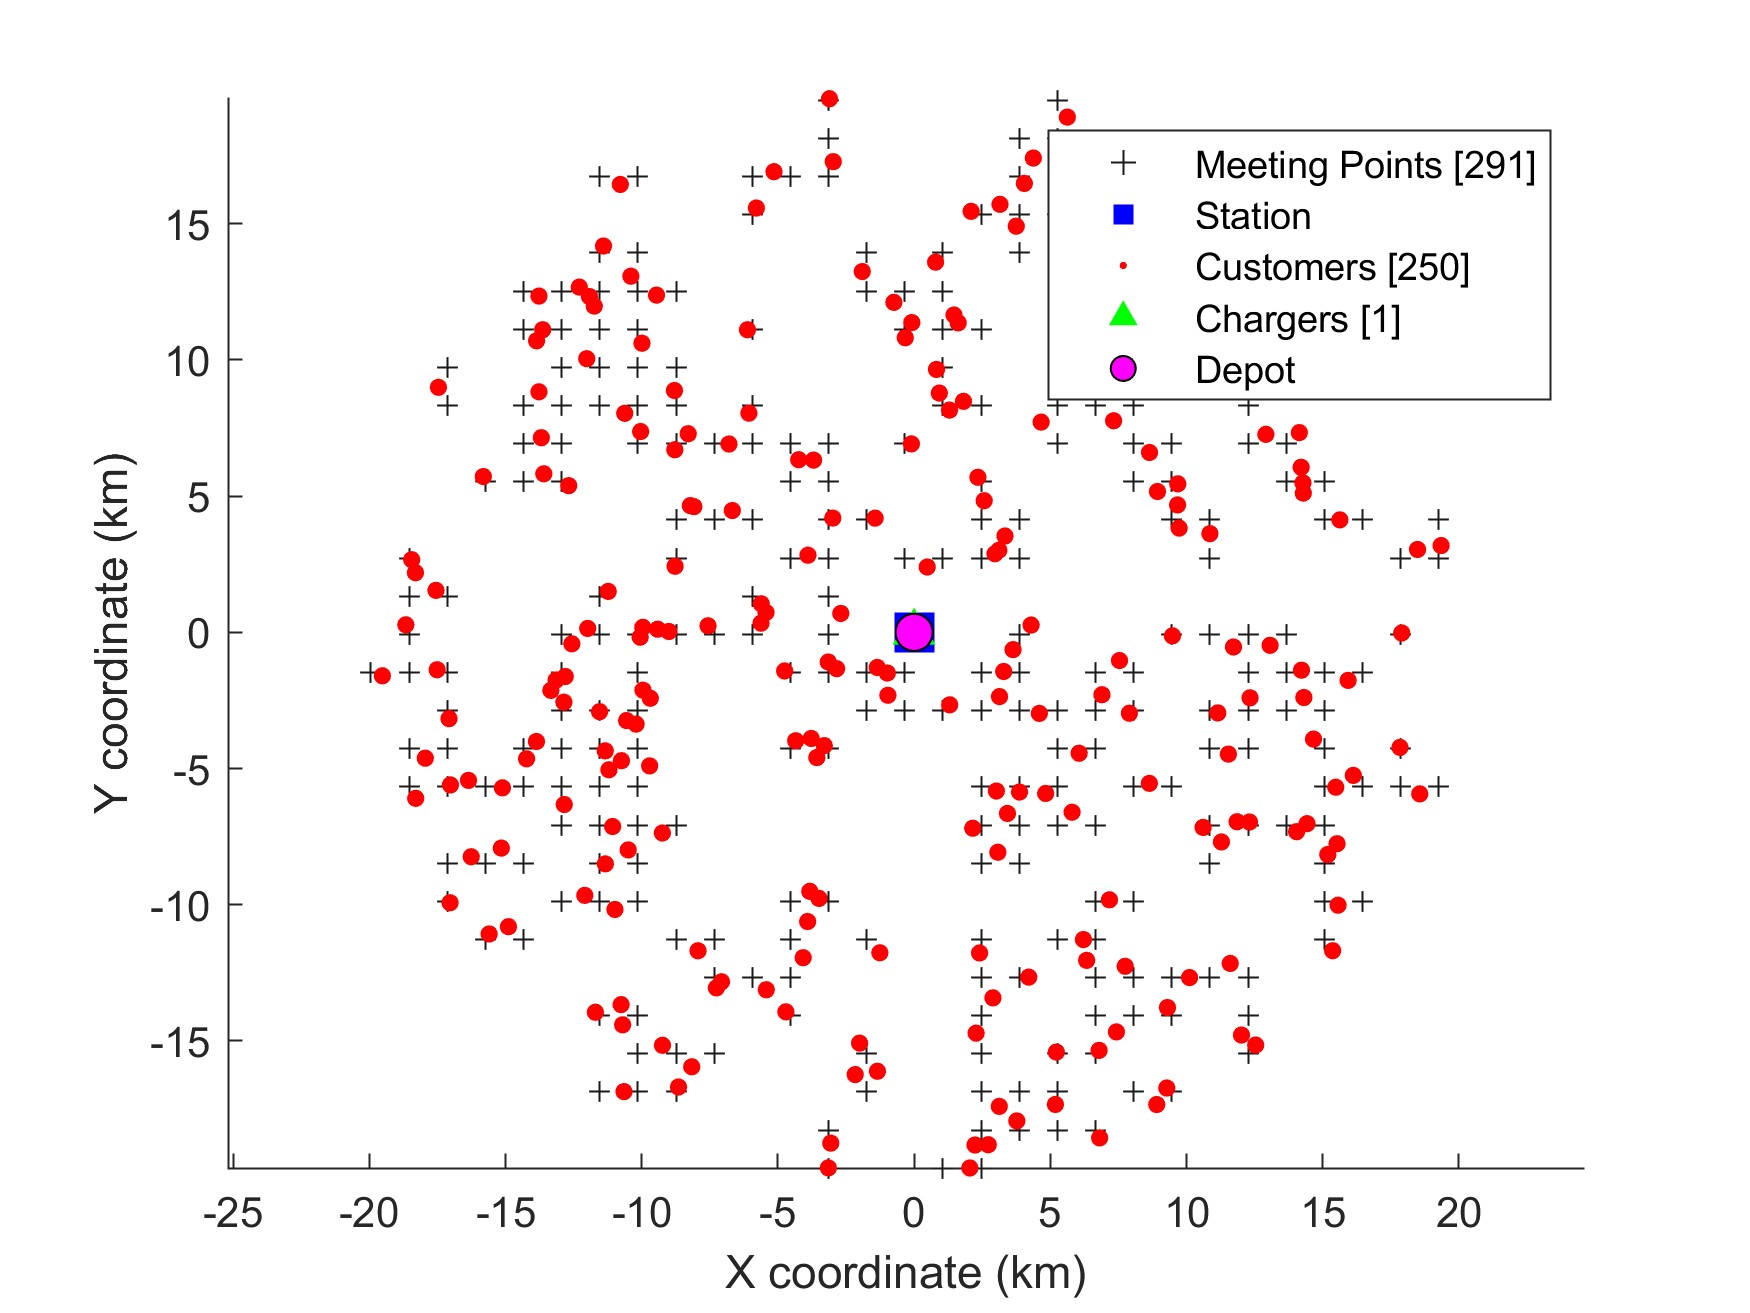 Meeting Points [291]
Station
Customers [250]
Chargers [1]
Depot
15
10
5
0
-5
-10
-15
Y coordinate (km)
-25 -20 -15 -10 -5 0 5 10 15 20
X coordinate (km)